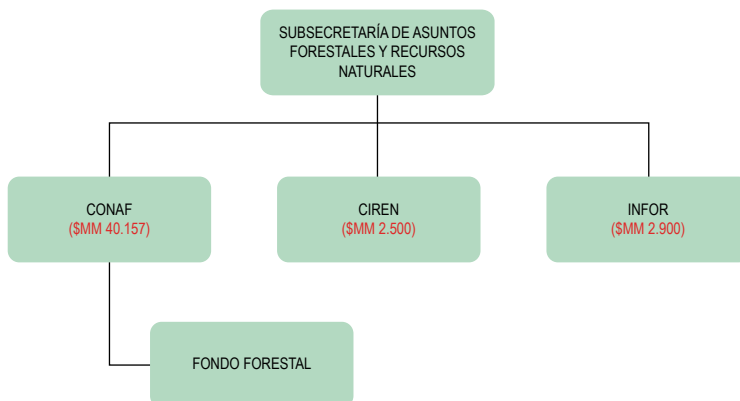 SUBSECRETARÍA DE ASUNTOS
FORESTALES Y RECURSOS
NATURALES
CONAF
($MM 40.157)
CIREN
($MM 2.500)
INFOR
($MM 2.900)
FONDO FORESTAL